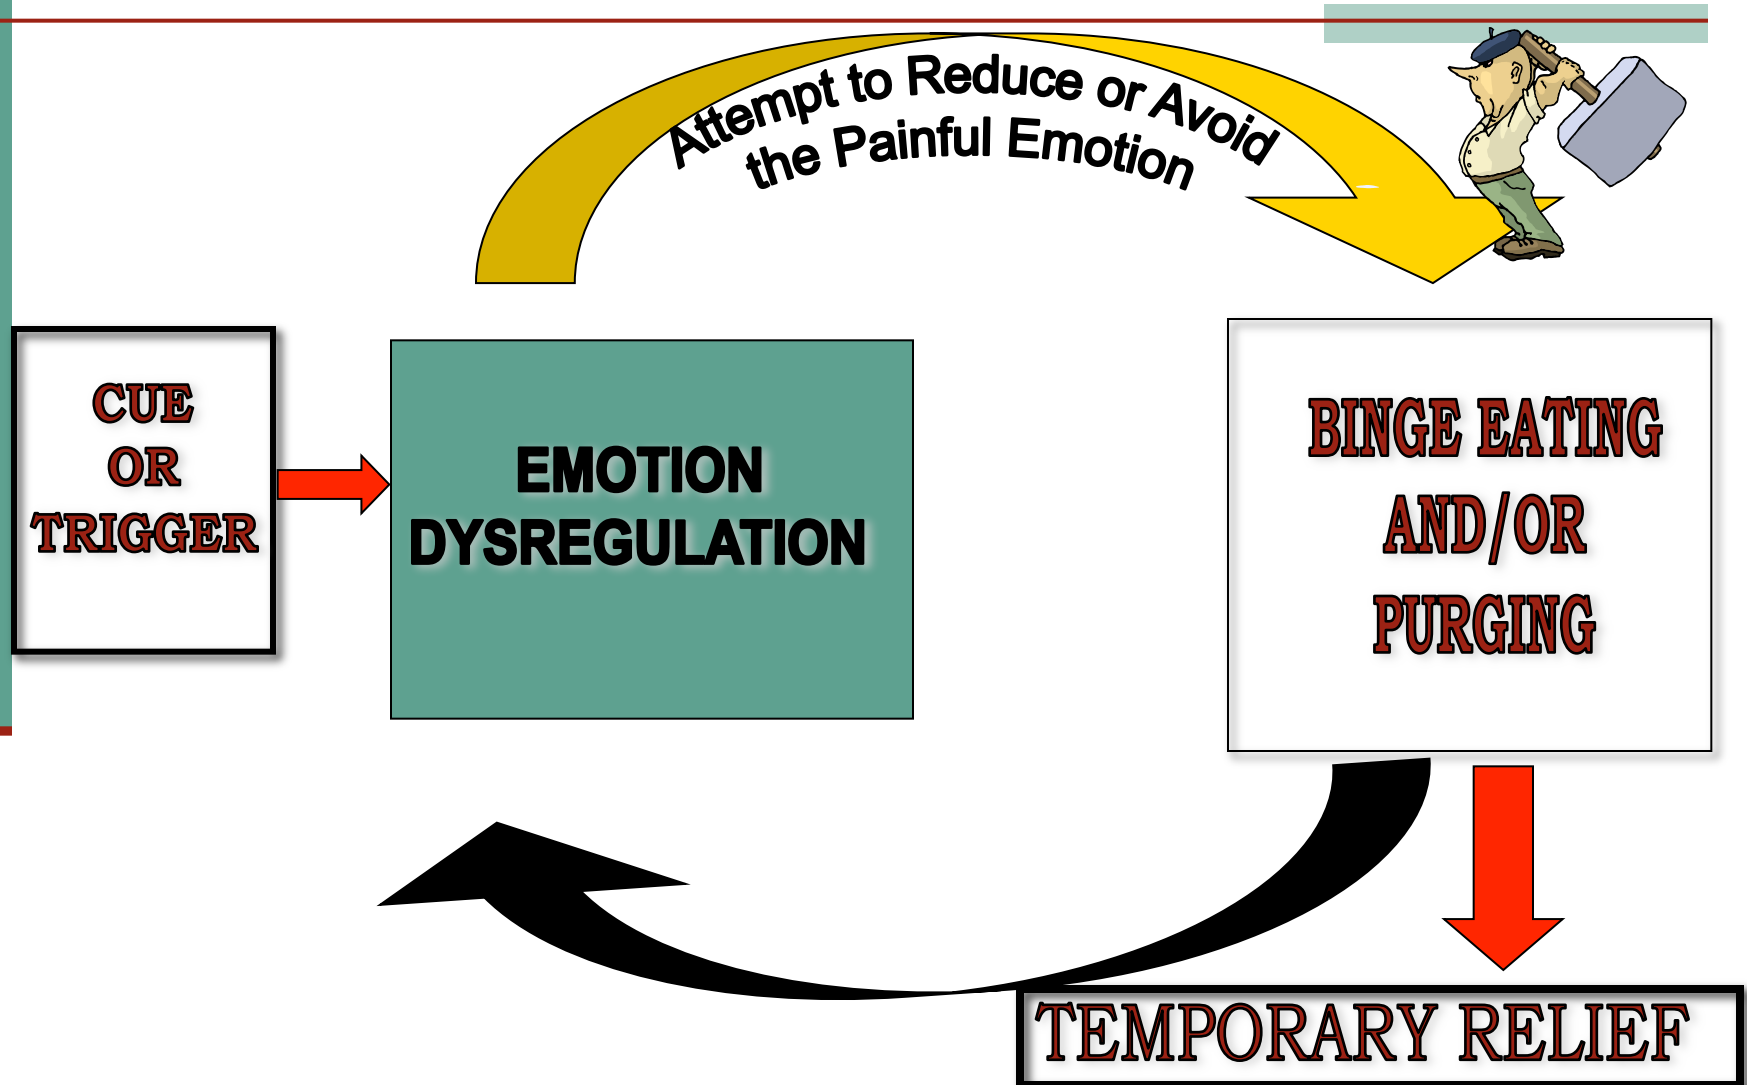 Attempt to Reduce or Avoid
the Painful Emotion
CUE
OR
TRIGGER
EMOTION
DYSREGULATION
BINGE EATING
AND/OR
PURGING
TEMPORARY RELIEF